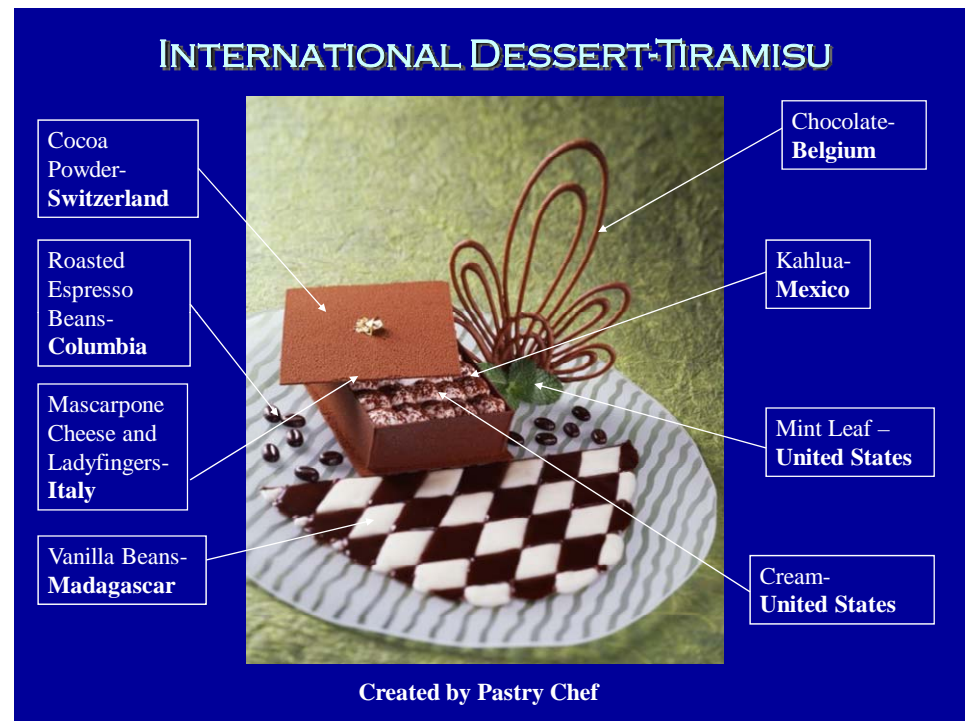 INTERNATIONAL DESSERT-TIRAMISU
Cocoa
Powder-
Switzerland
Roasted
Espresso
Beans-
Columbia
Mascarpone
Cheese and
Ladyfingers-
Italy
Vanilla Beans-
Madagascar
Chocolate-
Belgium
Kahlua-
Mexico
Mint Leaf –
United States
Cream-
United States
Created by Pastry Chef